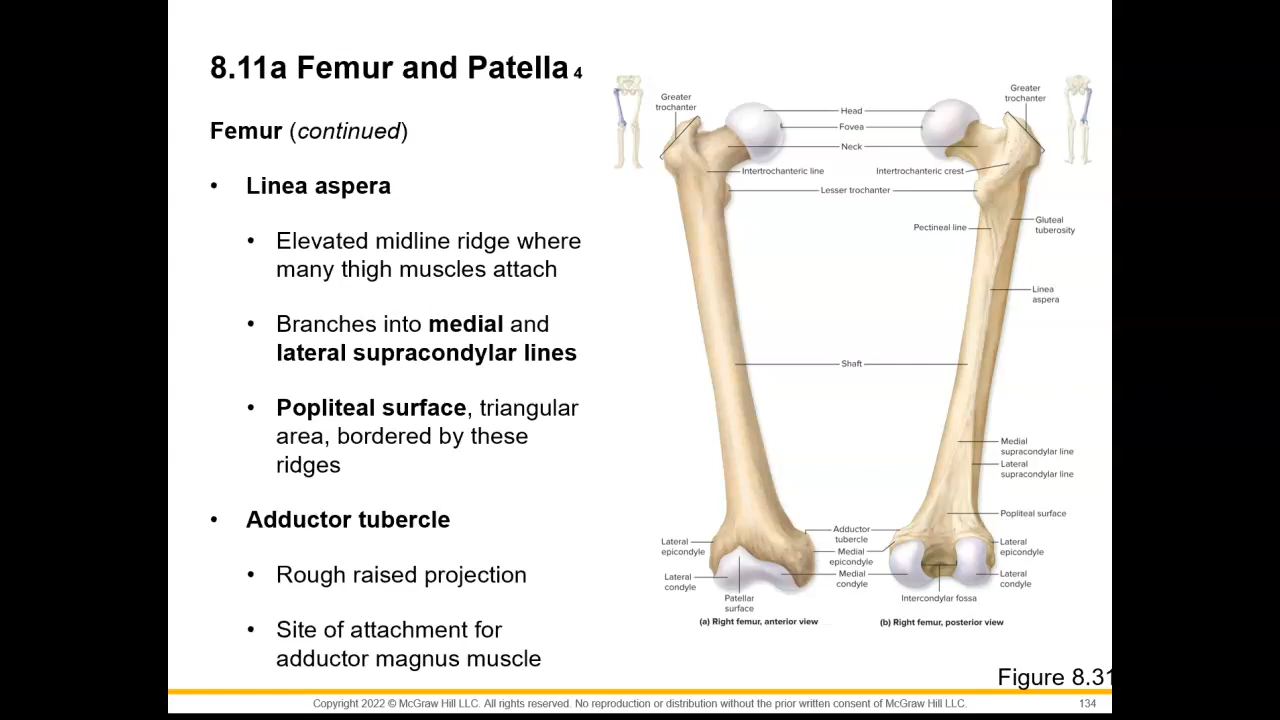 8.11a Femur and Patella 4
Femur (continued)
• Linea aspera
• Elevated midline ridge where
many thigh muscles attach
• Branches into medial and
lateral supracondylar lines
• Popliteal surface, triangular
area, bordered by these
ridges
• Adductor tubercle
• Rough raised projection
• Site of attachment for
adductor magnus muscle
Greater
trochanter
Head
Fovea
Neck
Intertrochanteric line
Lesser trochanter
Shaft
Adductor
tubercle
Medial
epicondyle
Medial
condyle
Lateral
epicondyle
Lateral
condyle
Patellar
surface
(a) Right femur, anterior view
Greater
trochanter
Intertrochanteric crest
Pectineal line
Gluteal
tuberosity
Linea
aspera
Medial
supracondylar line
Lateral
supracondylar line
Popliteal surface
Lateral
epicondyle
Lateral
condyle
Intercondylar fossa
(b) Right femur, posterior view
Figure 8.31
Copyright 2022 © McGraw Hill LLC. All rights reserved. No reproduction or distribution without the prior written consent of McGraw Hill LLC.
134